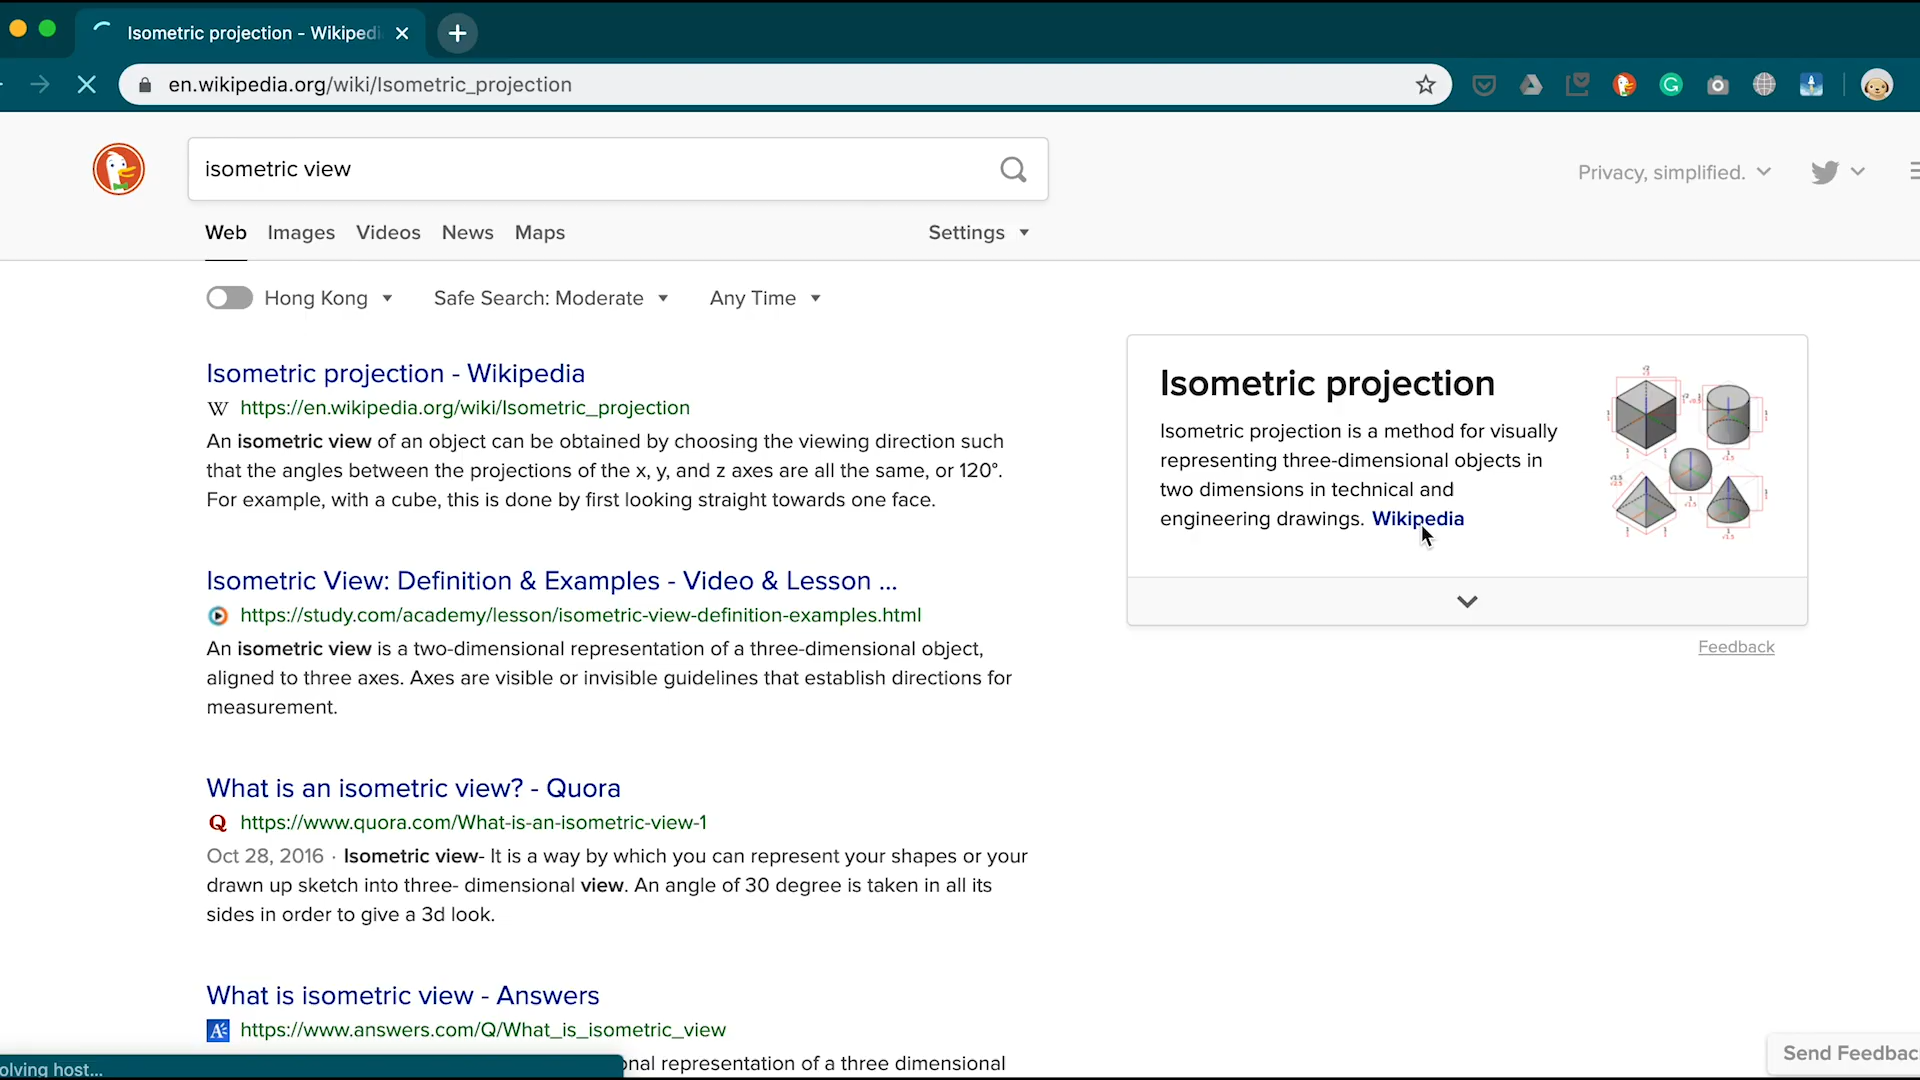 Isometric projection - Wikipedi
en.wikipedia.org/wiki/Isometric_projection
isometric view
Privacy, simplified.
Web Images Videos News Maps Settings
Hong Kong Safe Search: Moderate Any Time
Isometric projection - Wikipedia
W https://en.wikipedia.org/wiki/Isometric_projection
An isometric view of an object can be obtained by choosing the viewing direction such
that the angles between the projections of the x, y, and z axes are all the same, or 120°.
For example, with a cube, this is done by first looking straight towards one face.
Isometric View: Definition & Examples - Video & Lesson ...
https://study.com/academy/lesson/isometric-view-definition-examples.html
An isometric view is a two-dimensional representation of a three-dimensional object,
aligned to three axes. Axes are visible or invisible guidelines that establish directions for
measurement.
What is an isometric view? - Quora
Q https://www.quora.com/What-is-an-isometric-view-1
Oct 28, 2016 · Isometric view- It is a way by which you can represent your shapes or your
drawn up sketch into three- dimensional view. An angle of 30 degree is taken in all its
sides in order to give a 3d look.
What is isometric view - Answers
https://www.answers.com/Q/What_is_isometric_view
onal representation of a three dimensional
olving host...
Isometric projection
Isometric projection is a method for visually
representing three-dimensional objects in
two dimensions in technical and
engineering drawings. Wikipedia
Feedback
Send Feedbac